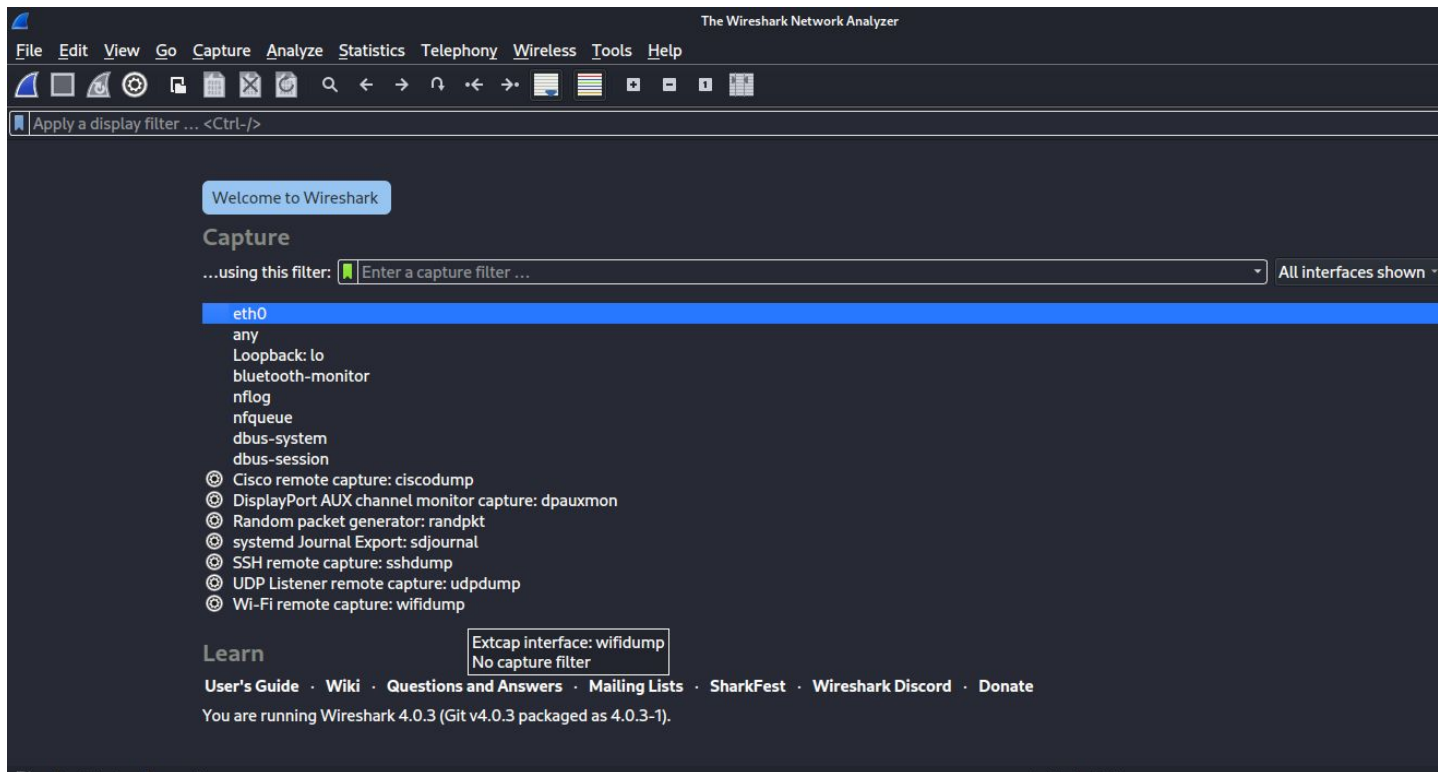 The Wireshark Network Analyzer
File Edit View Go Capture Analyze Statistics Telephony Wireless Tools Help
Apply a display filter ... <Ctrl-/>
Welcome to Wireshark
Capture
...using this filter: Enter a capture filter ... All interfaces shown
eth0
any
Loopback: lo
bluetooth-monitor
nflog
nfqueue
dbus-system
dbus-session
Cisco remote capture: ciscodump
DisplayPort AUX channel monitor capture: dpauxmon
Random packet generator: randpkt
systemd Journal Export: sdjournal
SSH remote capture: sshdump
UDP Listener remote capture: udpdump
Wi-Fi remote capture: wifidump
Extcap interface: wifidump
No capture filter
Learn
User's Guide · Wiki · Questions and Answers · Mailing Lists · SharkFest · Wireshark Discord · Donate
You are running Wireshark 4.0.3 (Git v4.0.3 packaged as 4.0.3-1).